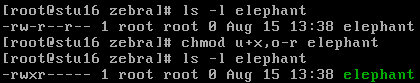 [root@stu16 zebra]# ls -l elephant
-rw-r--r-- 1 root root 0 Aug 15 13:38 elephant
[root@stu16 zebra]# chmod u+x,o-r elephant
[root@stu16 zebra]# ls -l elephant
-rwxr----- 1 root root 0 Aug 15 13:38 elephant